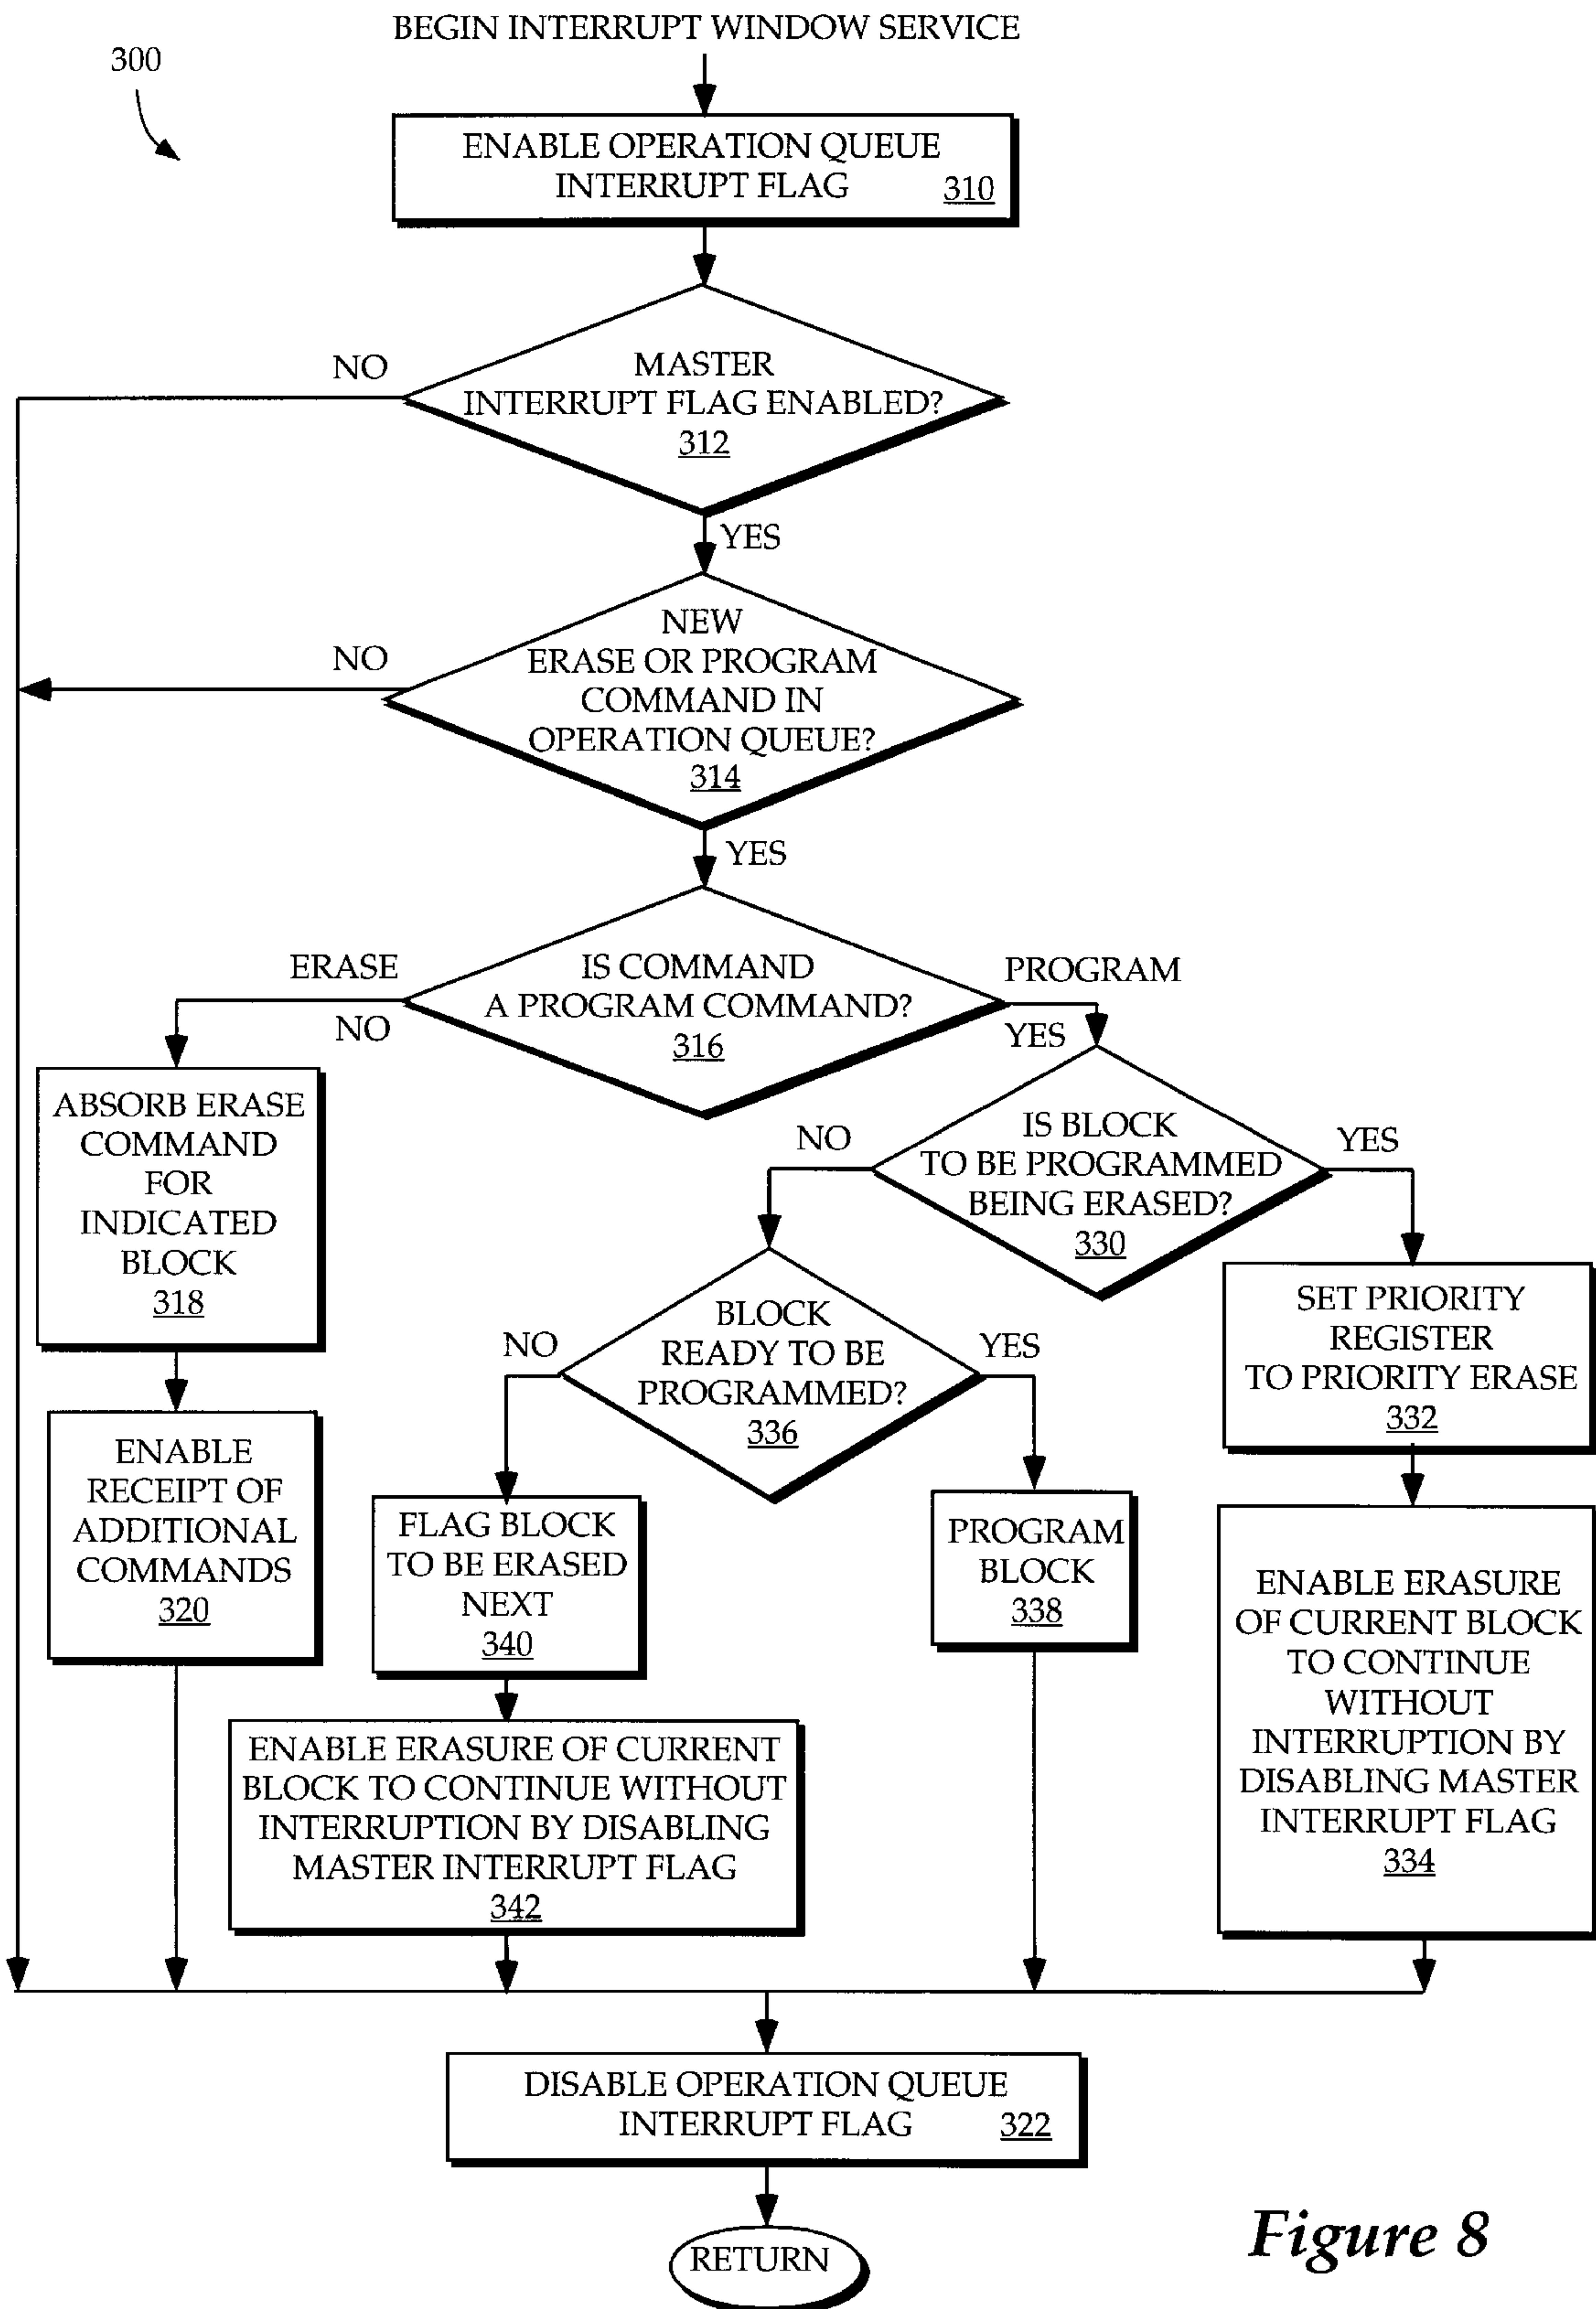 BEGIN INTERRUPT WINDOW SERVICE
300
ENABLE OPERATION QUEUE
INTERRUPT FLAG 310
NO
MASTER
INTERRUPT FLAG ENABLED?
312
YES
NO
NEW
ERASE OR PROGRAM
COMMAND IN
OPERATION QUEUE?
314
YES
ERASE
NO
IS COMMAND
A PROGRAM COMMAND?
316
PROGRAM
YES
ABSORB ERASE
COMMAND
FOR
INDICATED
BLOCK
318
NO
IS BLOCK
TO BE PROGRAMMED
BEING ERASED?
330
YES
NO
BLOCK
READY TO BE
PROGRAMMED?
336
YES
SET PRIORITY
REGISTER
TO PRIORITY ERASE
332
ENABLE
RECEIPT OF
ADDITIONAL
COMMANDS
320
FLAG BLOCK
TO BE ERASED
NEXT
340
PROGRAM
BLOCK
338
ENABLE ERASURE
OF CURRENT BLOCK
TO CONTINUE
WITHOUT
INTERRUPTION BY
DISABLING MASTER
INTERRUPT FLAG
334
ENABLE ERASURE OF CURRENT
BLOCK TO CONTINUE WITHOUT
INTERRUPTION BY DISABLING
MASTER INTERRUPT FLAG
342
DISABLE OPERATION QUEUE
INTERRUPT FLAG 322
RETURN
Figure 8